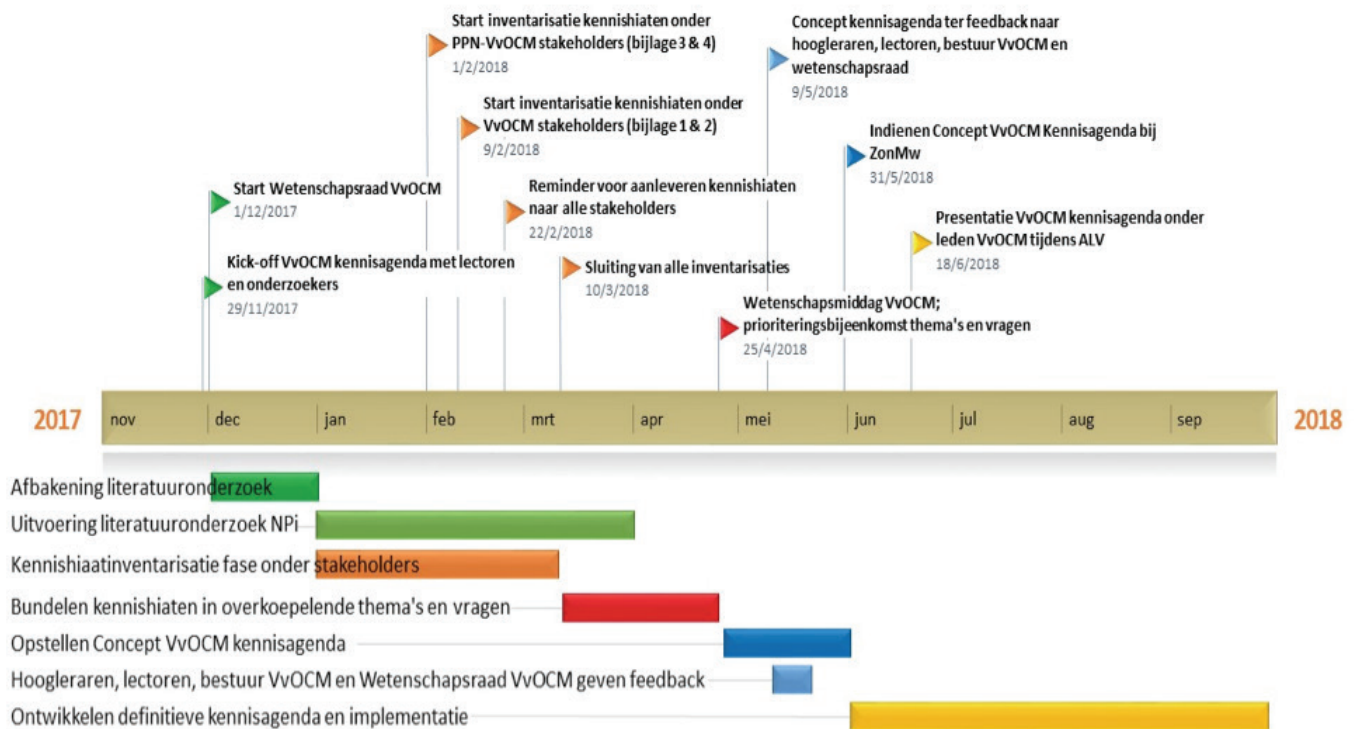 Start inventarisatie kennishiaten onder
PPN-VvOCM stakeholders (bijlage 3 & 4)
1/2/2018
Concept kennisagenda ter feedback naar
hoogleraren, lectoren, bestuur VvOCM en
wetenschapsraad
9/5/2018
Start inventarisatie kennishiaten onder
VvOCM stakeholders (bijlage 1 & 2)
9/2/2018
Indienen Concept VvOCM Kennisagenda bij
ZonMw
31/5/2018
Start Wetenschapsraad VvOCM
1/12/2017
Reminder voor aanleveren kennishiaten
naar alle stakeholders
22/2/2018
Presentatie VvOCM kennisagenda onder
leden VvOCM tijdens ALV
18/6/2018
Kick-off VvOCM kennisagenda met lectoren
en onderzoekers
29/11/2017
Sluiting van alle inventarisaties
10/3/2018
Wetenschapsmiddag VvOCM;
prioriteringsbijeenkomst thema's en vragen
25/4/2018
2017 nov dec jan feb mrt apr mei jun jul aug sep 2018
Afbakening literatuuronderzoek
Uitvoering literatuuronderzoek NPi
Kennishiaatinventarisatie fase onder stakeholders
Bundelen kennishiaten in overkoepelende thema's en vragen
Opstellen Concept VvOCM kennisagenda
Hoogleraren, lectoren, bestuur VvOCM en Wetenschapsraad VvOCM geven feedback
Ontwikkelen definitieve kennisagenda en implementatie